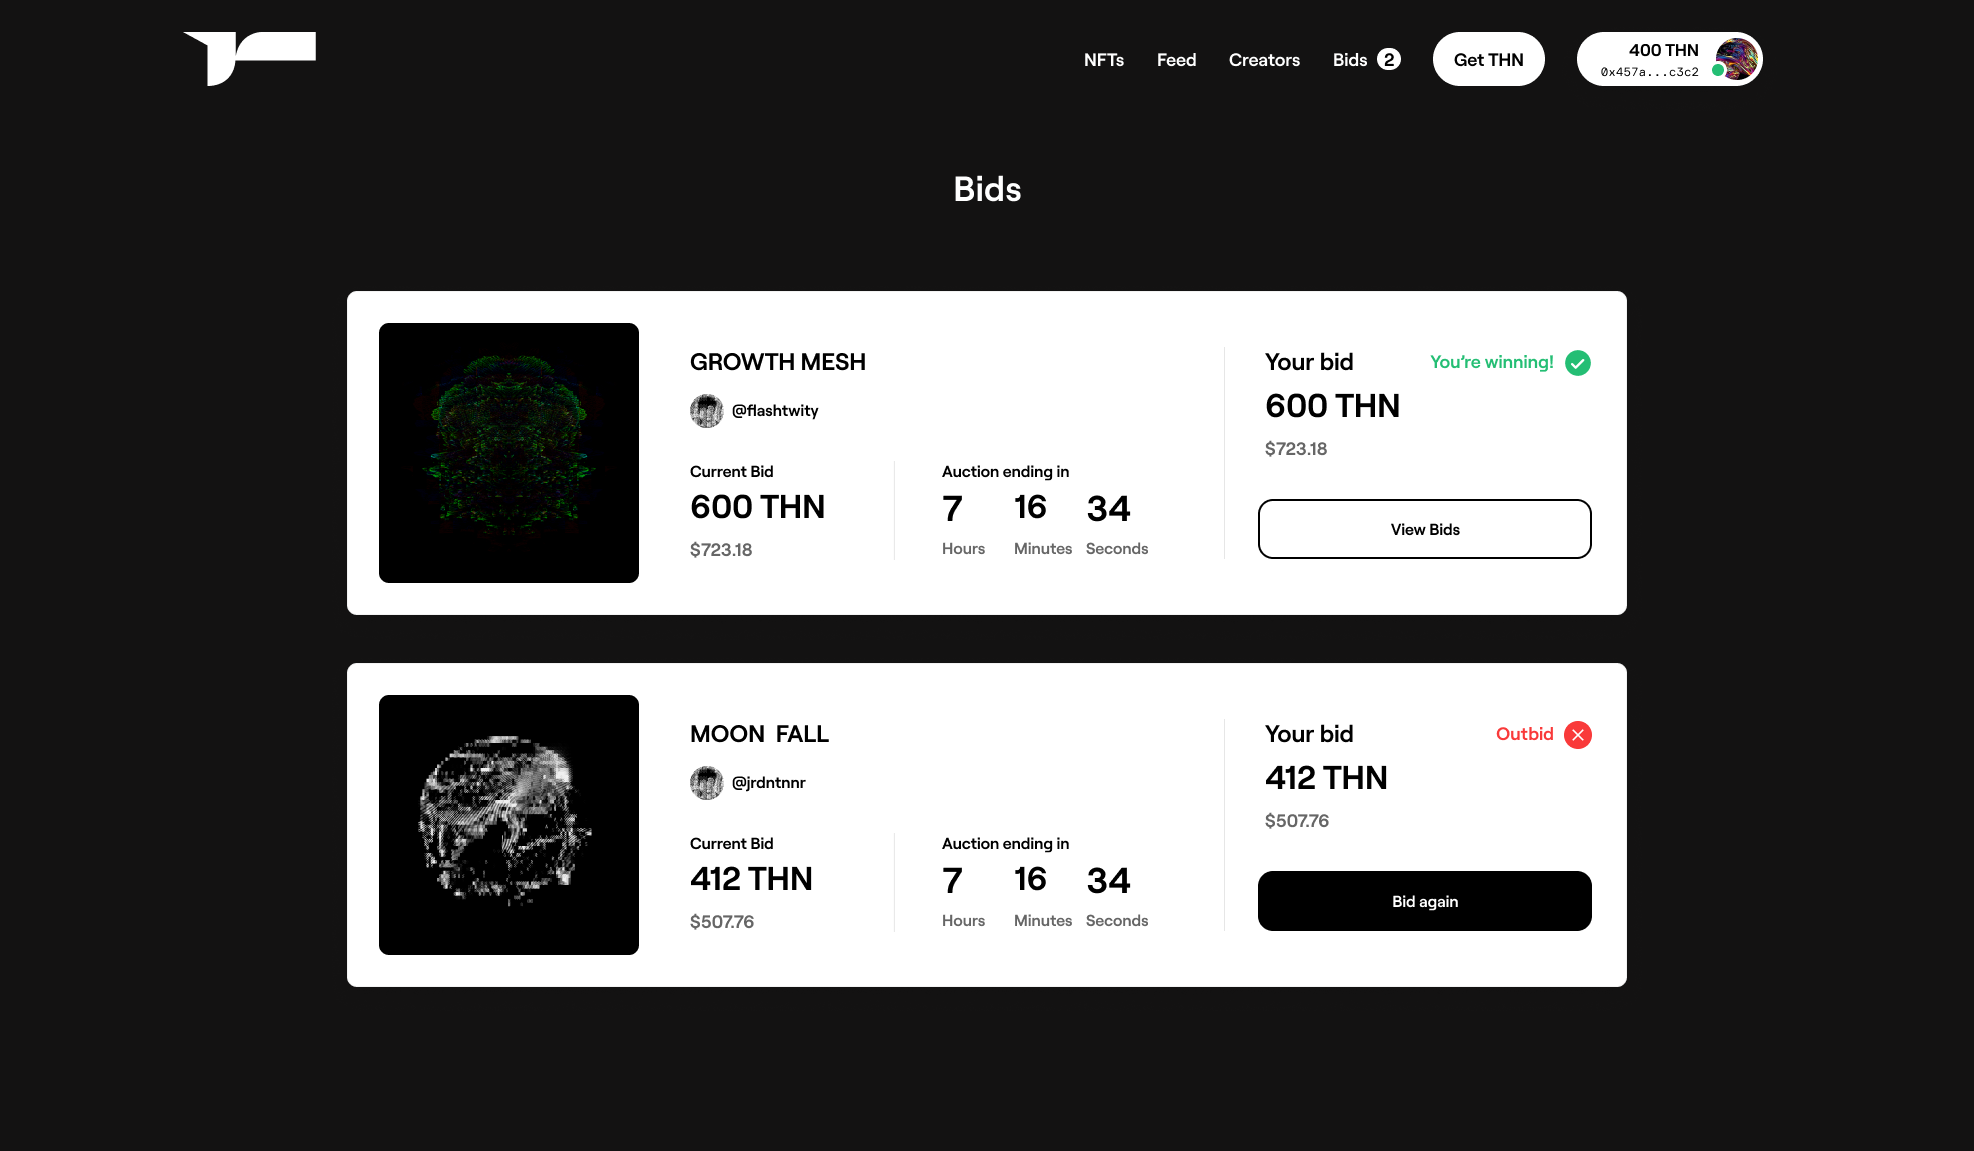 NFTs Feed Creators Bids 2 Get THN 400 THN
0x457a...c3c2
Bids
GROWTH MESH
@flashtwity
Current Bid
600 THN
$723.18
Auction ending in
7 16 34
Hours Minutes Seconds
Your bid You’re winning!
600 THN
$723.18
View Bids
MOON FALL
@jrdntnnr
Current Bid
412 THN
$507.76
Auction ending in
7 16 34
Hours Minutes Seconds
Your bid Outbid
412 THN
$507.76
Bid again